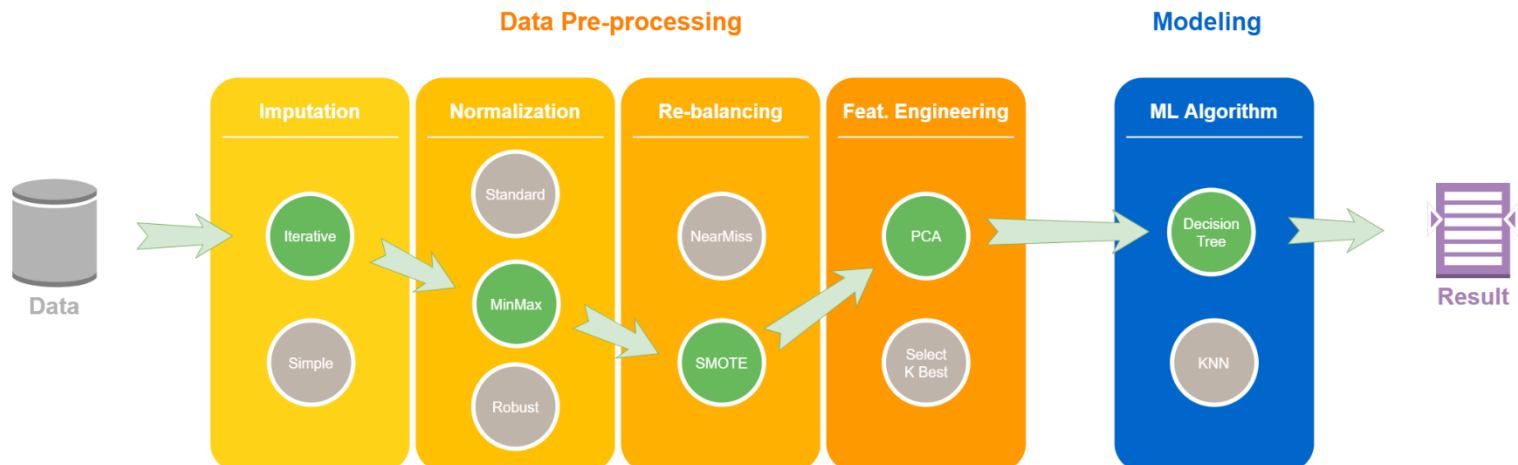 Data Pre-processing
Modeling
Imputation
Normalization
Re-balancing
Feat. Engineering
ML Algorithm
Standard
Iterative
NearMiss
PCA
Decision
Tree
MinMax
Simple
SMOTE
Select
K Best
KNN
Robust
Data
Result